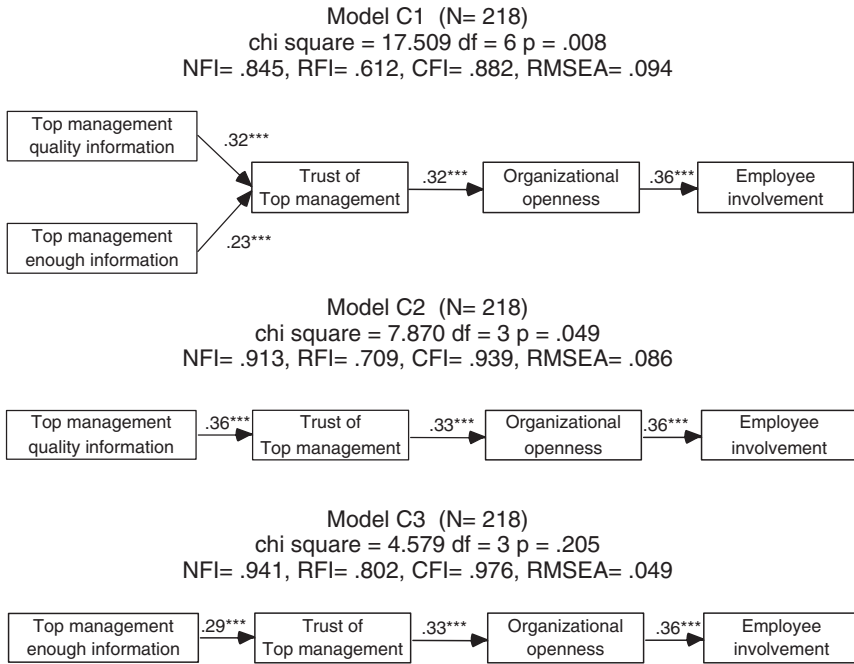 Model C1 (N= 218)
chi square = 17.509 df = 6 p = .008
NFI= .845, RFI= .612, CFI= .882, RMSEA= .094
Top management
quality information
.32***
Trust of
Top management
.32***
Organizational
openness
.36***
Employee
involvement
Top management
enough information
.23***
Model C2 (N= 218)
chi square = 7.870 df = 3 p = .049
NFI= .913, RFI= .709, CFI= .939, RMSEA= .086
Top management
quality information
.36***
Trust of
Top management
.33***
Organizational
openness
.36***
Employee
involvement
Model C3 (N= 218)
chi square = 4.579 df = 3 p = .205
NFI= .941, RFI= .802, CFI= .976, RMSEA= .049
Top management
enough information
.29***
Trust of
Top management
.33***
Organizational
openness
.36***
Employee
involvement